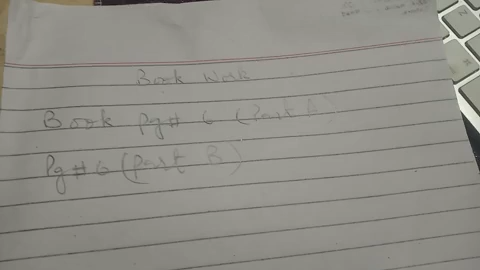 Book Work
Book Pg# 6 (Part A)
Pg # 6 (Part B)